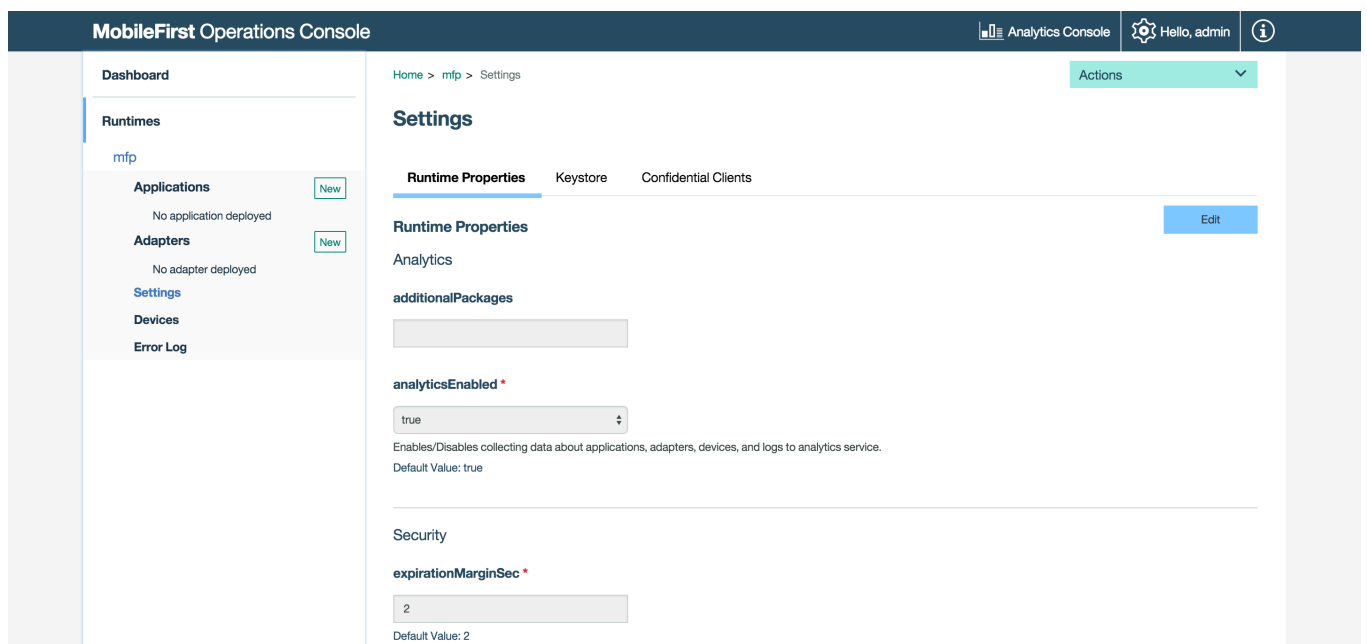 MobileFirst Operations Console
Analytics Console
Hello, admin
Dashboard
Runtimes
mfp
Applications
New
No application deployed
Adapters
New
No adapter deployed
Settings
Devices
Error Log
Home > mfp > Settings
Actions
Settings
Runtime Properties
Keystore
Confidential Clients
Runtime Properties
Edit
Analytics
additionalPackages
analyticsEnabled *
true
Enables/Disables collecting data about applications, adapters, devices, and logs to analytics service.
Default Value: true
Security
expirationMarginSec *
2
Default Value: 2